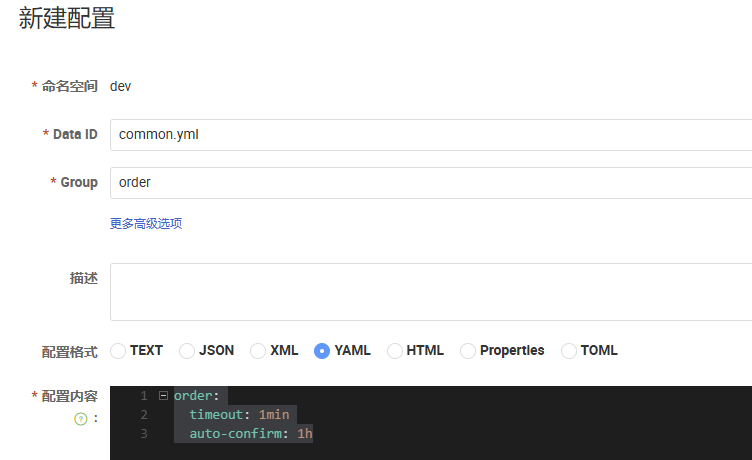 新建配置
* 命名空间 dev
* Data ID common.yml
* Group order
更多高级选项
描述
配置格式 TEXT JSON XML YAML HTML Properties TOML
* 配置内容 ? :
1 order:
2 timeout: 1min
3 auto-confirm: 1h